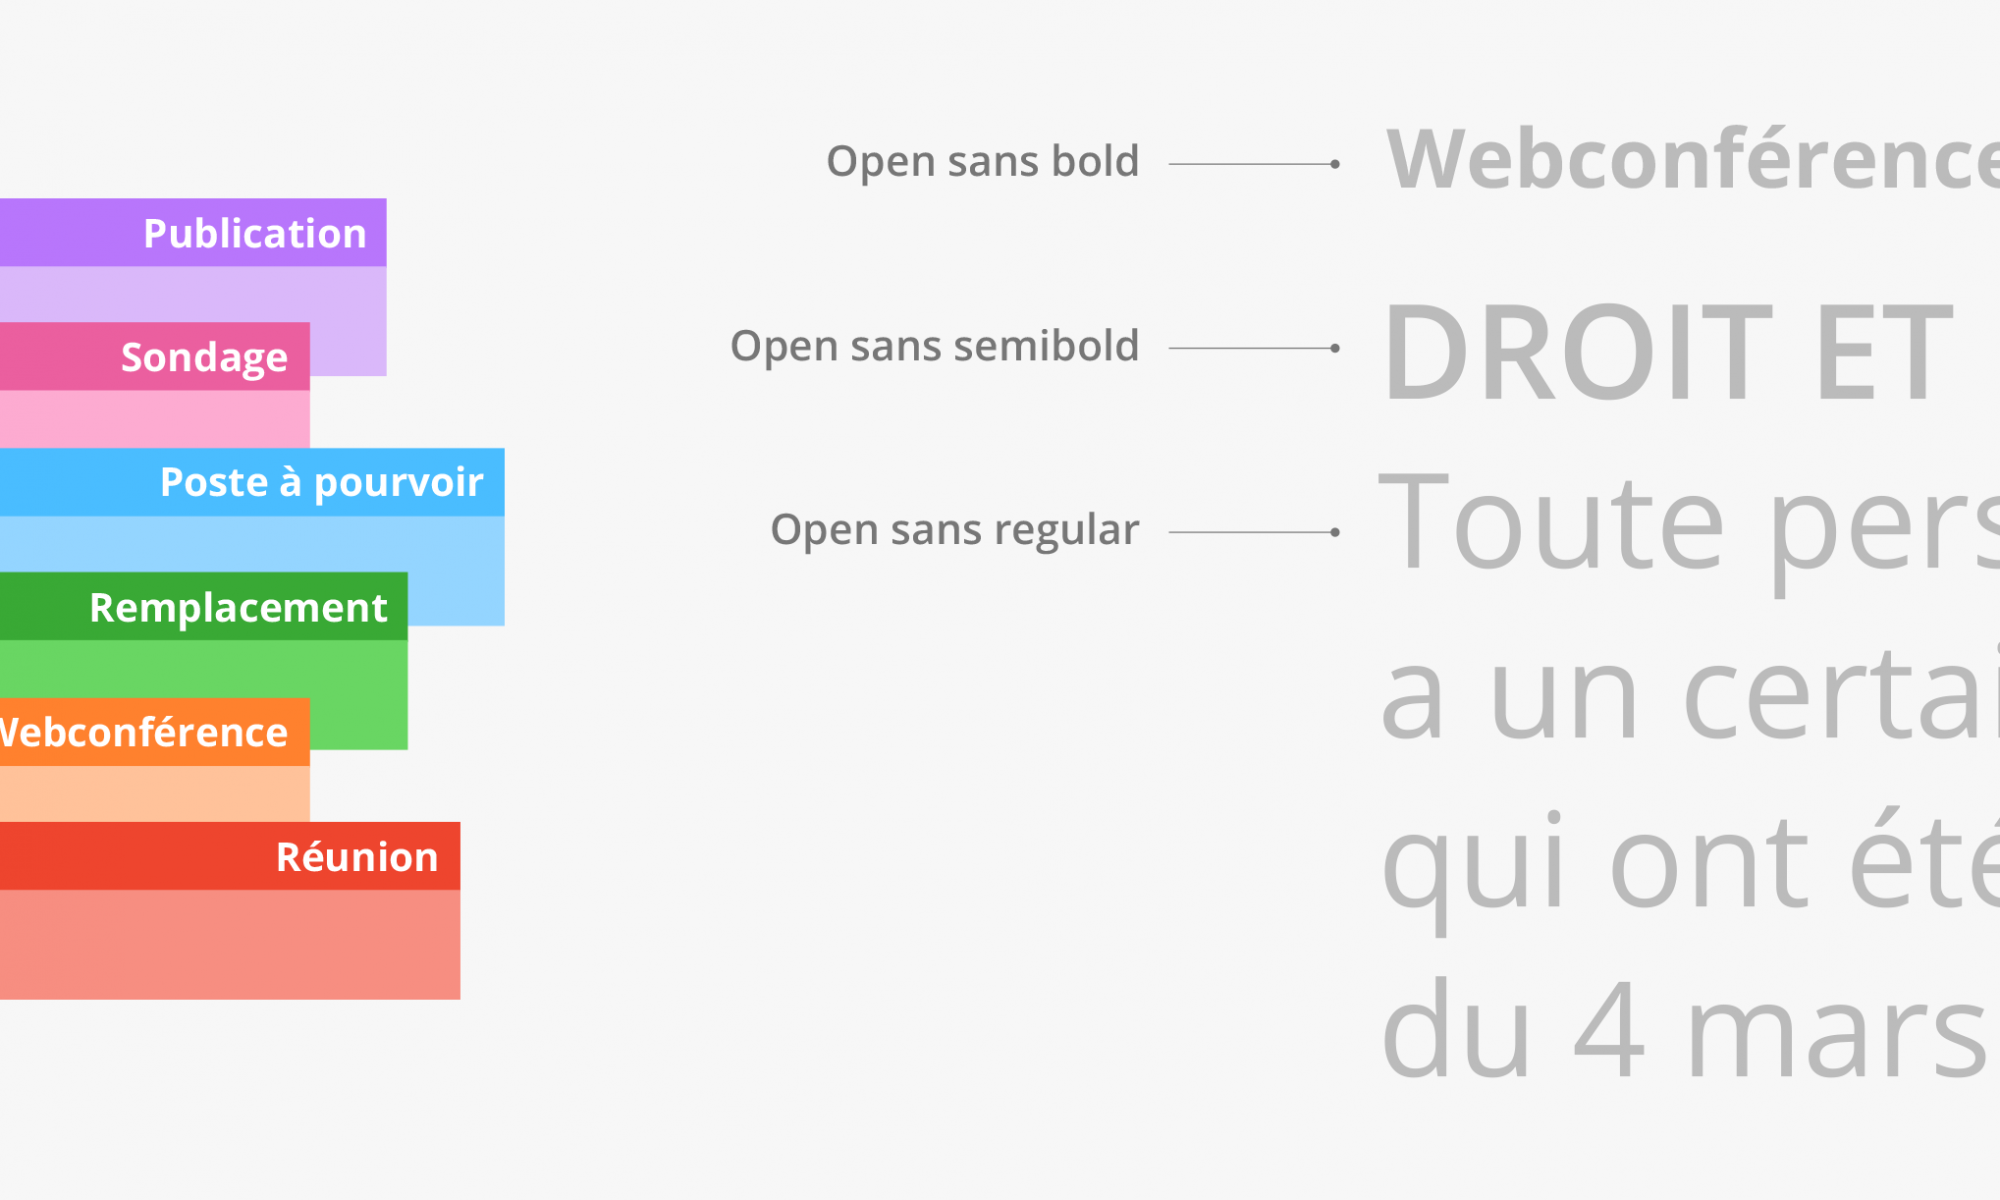 Publication
Sondage
Poste à pourvoir
Remplacement
Webconférence
Réunion
Open sans bold
Open sans semibold
Open sans regular
Webconférence
DROIT ET
Toute pers
a un certai
qui ont été
du 4 mars